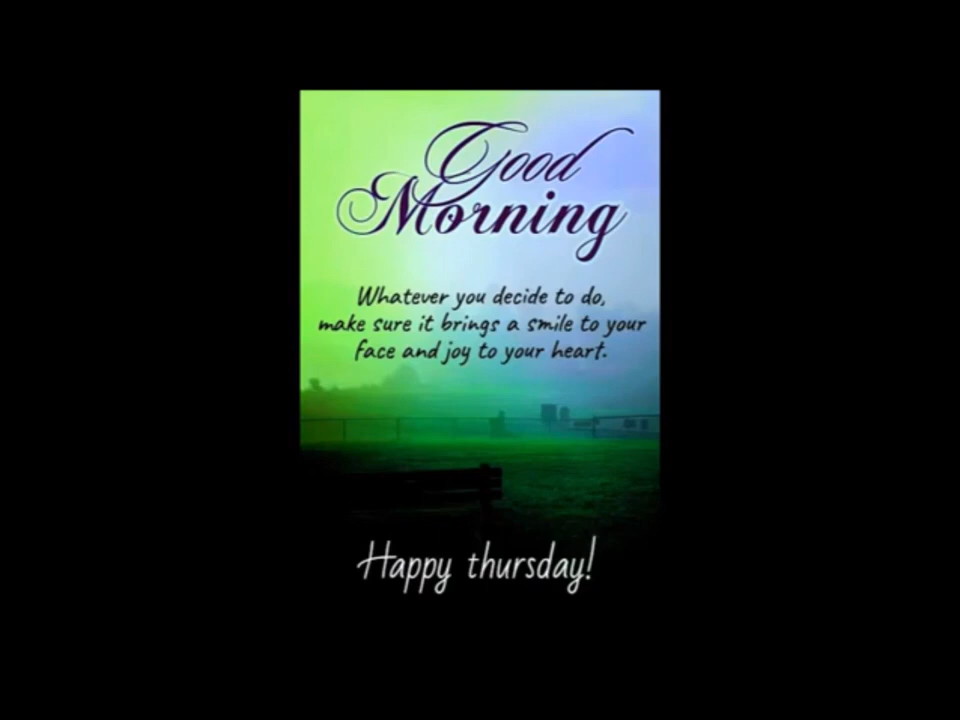 Good
Morning
Whatever you decide to do,
make sure it brings a smile to your
face and joy to your heart.
Happy thursday!